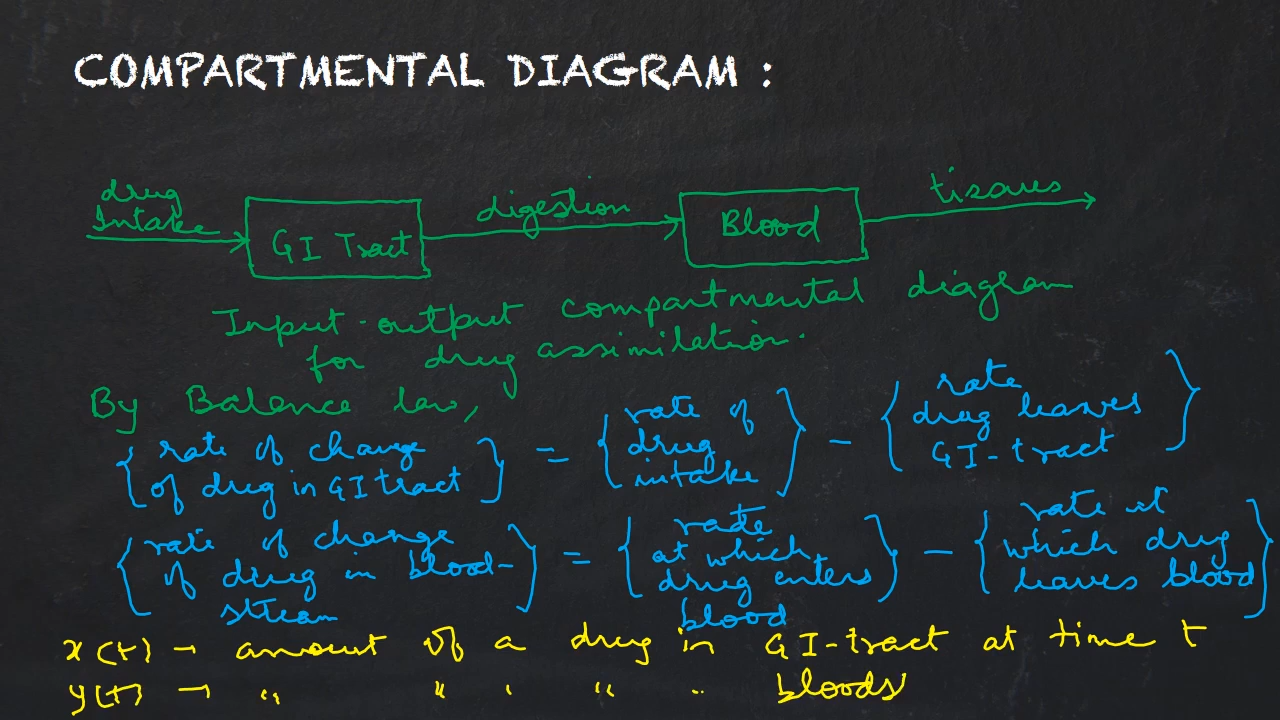 COMPARTMENTAL DIAGRAM :
drug
Intake
GI Tract
digestion
Blood
tissues
Input-output compartmental diagram
for drug assimilation.
By Balance law,
{ rate of change of drug in GI tract } = { rate of drug intake } - { rate drug leaves GI-tract }
{ rate of change of drug in blood-stream } = { rate at which drug enters blood } - { rate at which drug leaves blood }
x(t) → amount of a drug in GI-tract at time t
y(t) → " " " " " bloods